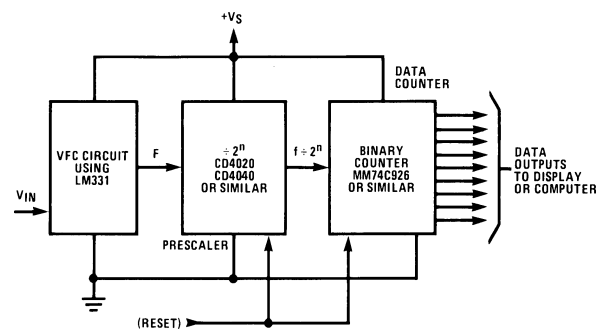 +VS
DATA
COUNTER
VFC CIRCUIT
USING
LM331
F
÷ 2ⁿ
CD4020
CD4040
OR SIMILAR
f ÷ 2ⁿ
BINARY
COUNTER
MM74C926
OR SIMILAR
DATA
OUTPUTS
TO DISPLAY
OR COMPUTER
VIN
PRESCALER
(RESET)